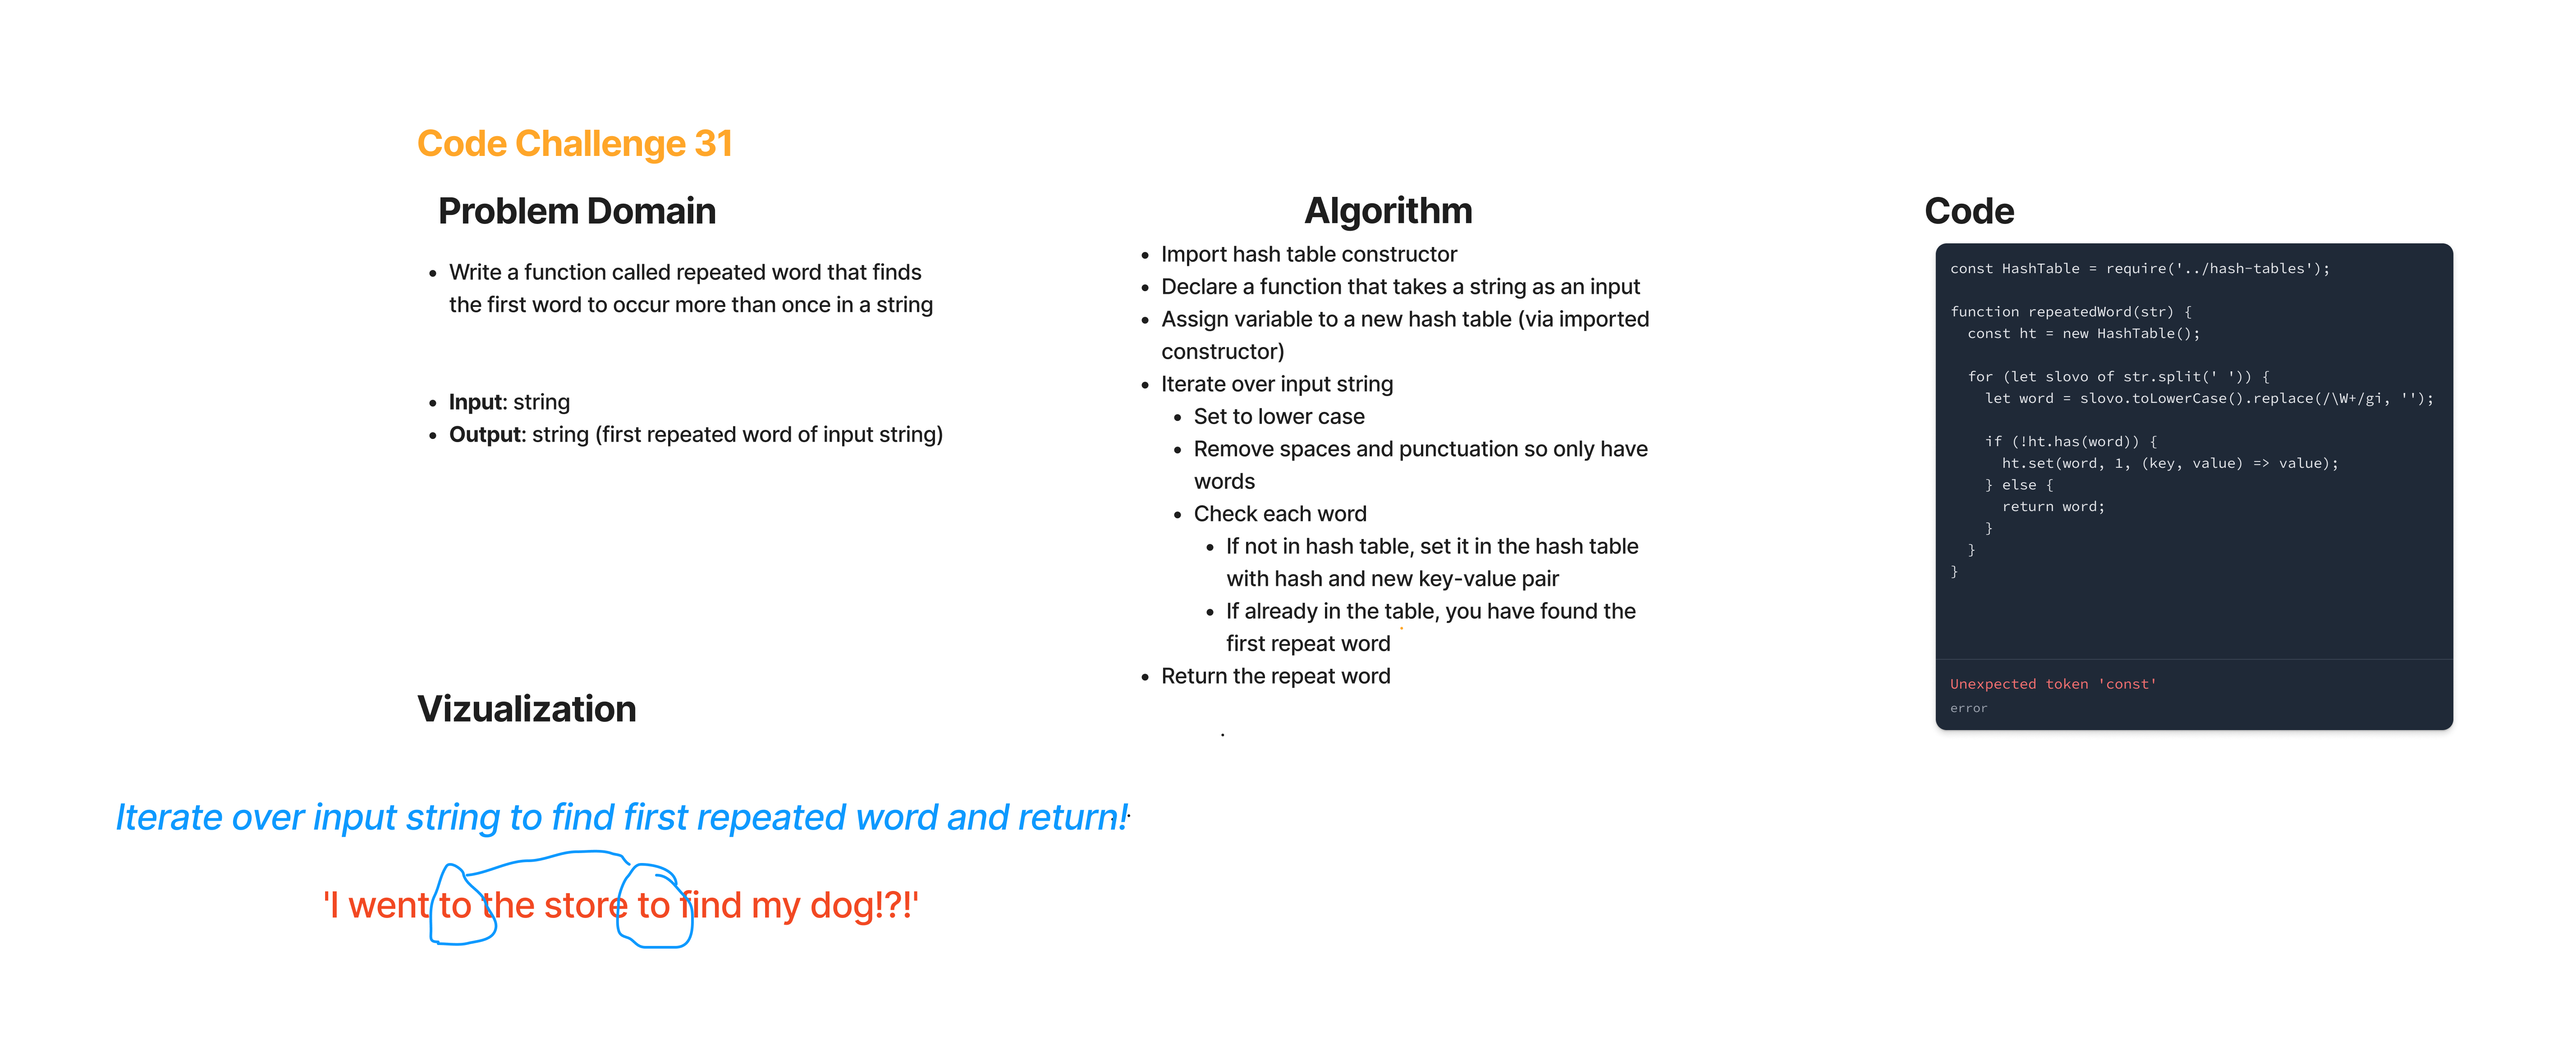 Code Challenge 31
Problem Domain
• Write a function called repeated word that finds
the first word to occur more than once in a string
• Input: string
• Output: string (first repeated word of input string)
Algorithm
• Import hash table constructor
• Declare a function that takes a string as an input
• Assign variable to a new hash table (via imported
constructor)
• Iterate over input string
• Set to lower case
• Remove spaces and punctuation so only have
words
• Check each word
• If not in hash table, set it in the hash table
with hash and new key-value pair
• If already in the table, you have found the
first repeat word
• Return the repeat word
Code
const HashTable = require('../hash-tables');
function repeatedWord(str) {
  const ht = new HashTable();
  for (let slovo of str.split(' ')) {
    let word = slovo.toLowerCase().replace(/\W+/gi, '');
    if (!ht.has(word)) {
      ht.set(word, 1, (key, value) => value);
    } else {
      return word;
    }
  }
}
Unexpected token 'const'
error
Vizualization
Iterate over input string to find first repeated word and return!
'I went to the store to find my dog!?!'